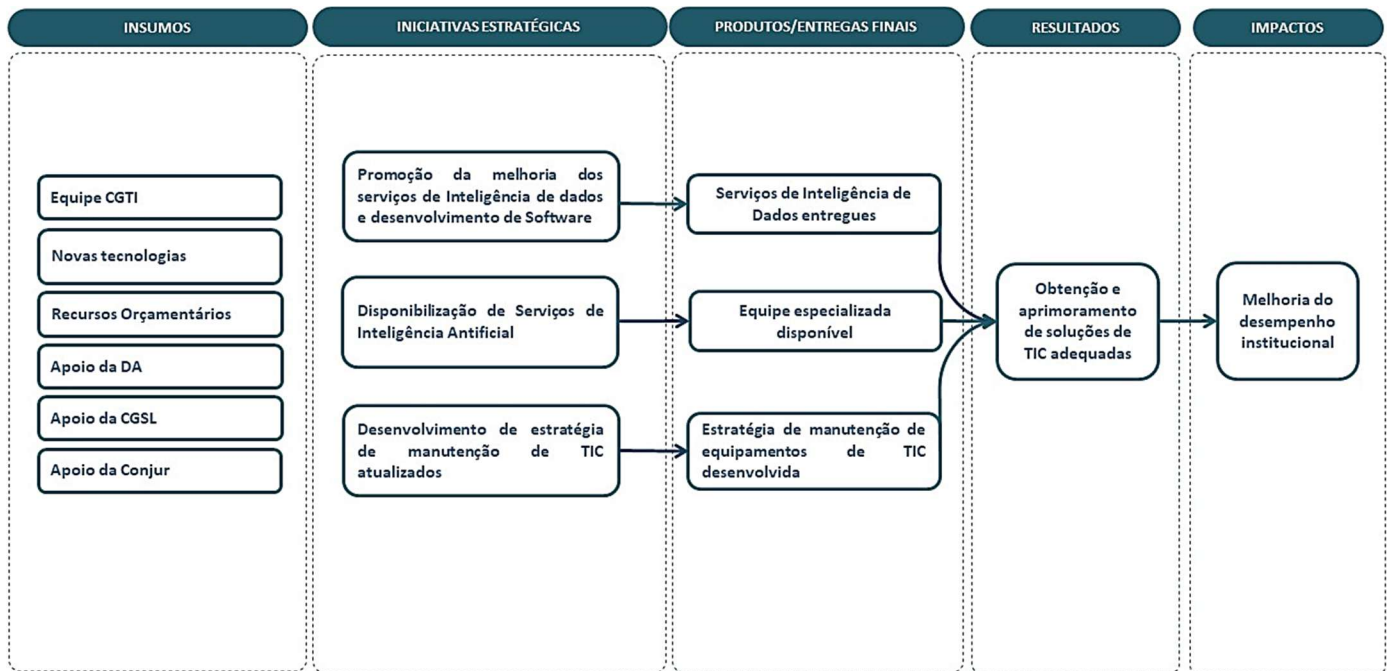 INSUMOS
INICIATIVAS ESTRATÉGICAS
PRODUTOS/ENTREGAS FINAIS
RESULTADOS
IMPACTOS
Equipe CGTI
Novas tecnologias
Recursos Orçamentários
Apoio da DA
Apoio da CGSL
Apoio da Conjur
Promoção da melhoria dos
serviços de Inteligência de dados
e desenvolvimento de Software
Disponibilização de Serviços de
Inteligência Artificial
Desenvolvimento de estratégia
de manutenção de TIC
atualizados
Serviços de Inteligência de
Dados entregues
Equipe especializada
disponível
Estratégia de manutenção de
equipamentos de TIC
desenvolvida
Obtenção e
aprimoramento
de soluções de
TIC adequadas
Melhoria do
desempenho
institucional